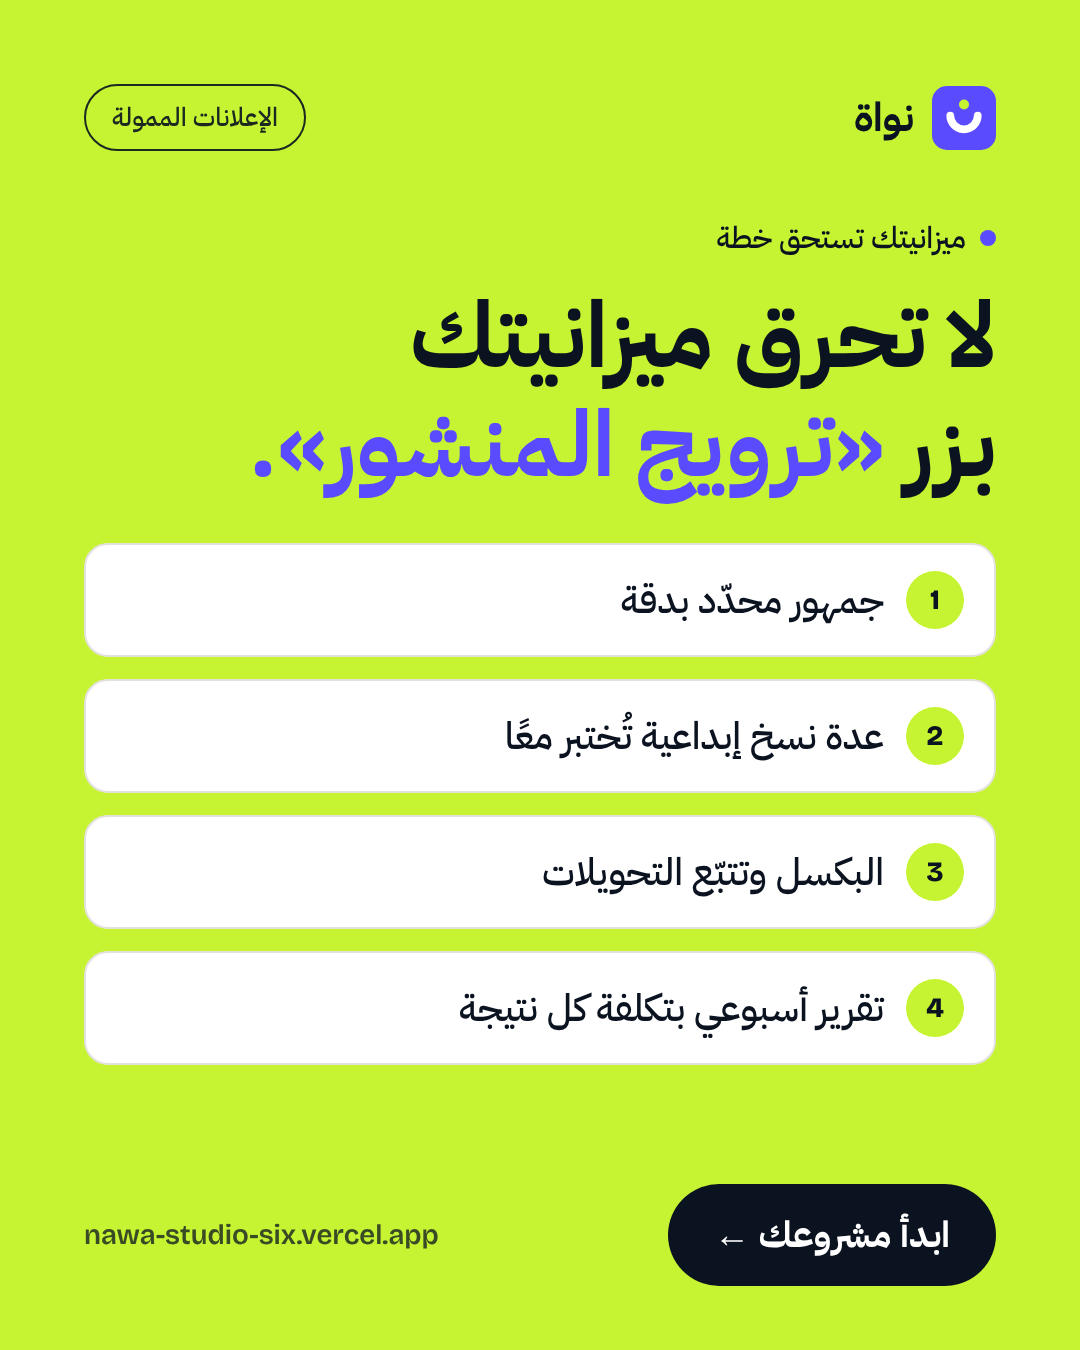 نواة
الإعلانات الممولة
ميزانيتك تستحق خطة
لا تحرق ميزانيتك
بزر «ترويج المنشور».
1 جمهور محدّد بدقة
2 عدة نسخ إبداعية تُختبر معًا
3 البكسل وتتبّع التحويلات
4 تقرير أسبوعي بتكلفة كل نتيجة
ابدأ مشروعك ←
nawa-studio-six.vercel.app